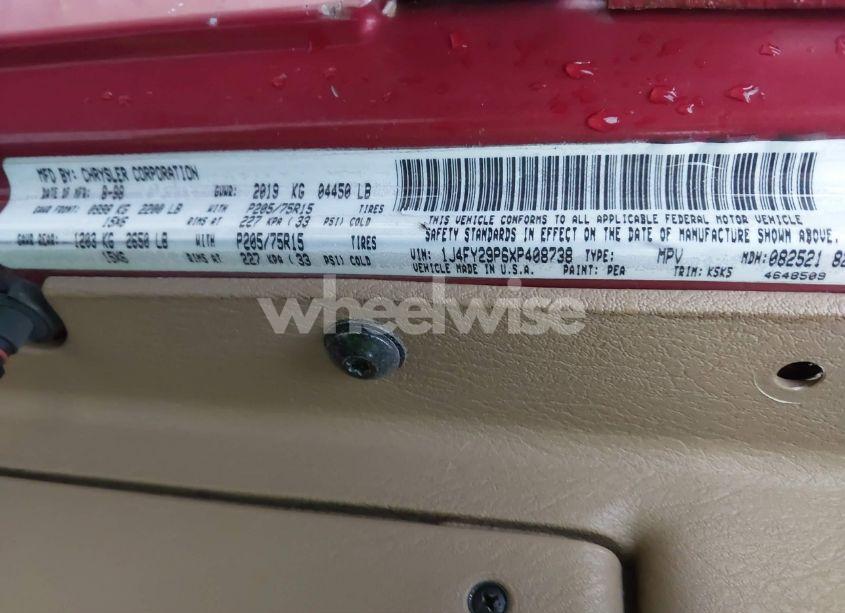 MFD BY: CHRYSLER CORPORATION
DATE OF MFR: 8-98 GVWR: 2019 KG 04450 LB
GAWR FRONT: 0998 KG 2200 LB WITH P205/75R15 TIRES
15X6 RIMS AT 227 KPA ( 33 PSI) COLD
GAWR REAR: 1203 KG 2650 LB WITH P205/75R15 TIRES
15X6 RIMS AT 227 KPA ( 33 PSI) COLD
THIS VEHICLE CONFORMS TO ALL APPLICABLE FEDERAL MOTOR VEHICLE
SAFETY STANDARDS IN EFFECT ON THE DATE OF MANUFACTURE SHOWN ABOVE.
VIN: 1J4FY29P6XP408738 TYPE: MPV MDH: 082521
VEHICLE MADE IN U.S.A. PAINT: PEA TRIM: K5K5
4648509
wheelwise